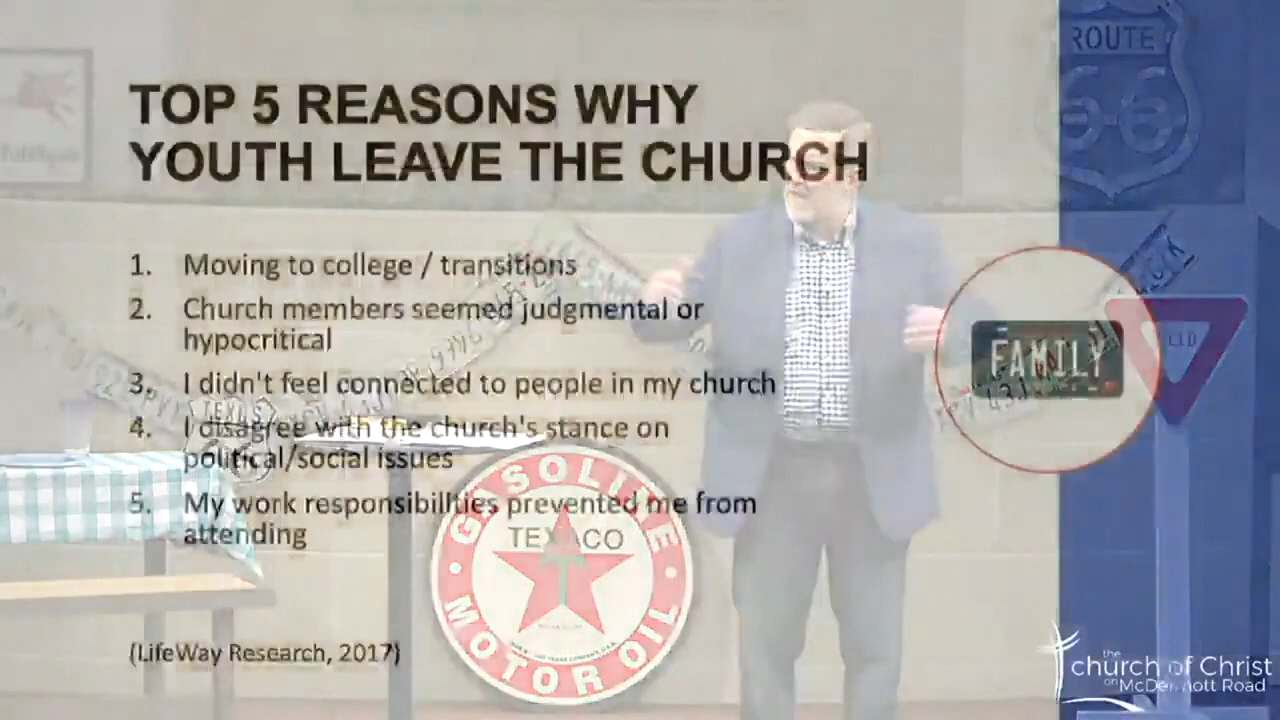 TOP 5 REASONS WHY
YOUTH LEAVE THE CHURCH
1. Moving to college / transitions
2. Church members seemed judgmental or
hypocritical
3. I didn't feel connected to people in my church
4. I disagree with the church's stance on
political/social issues
5. My work responsibilities prevented me from
attending
(LifeWay Research, 2017)
ROUTE
66
FAMILY
TEXAS
GASOLINE
TEXACO
MOTOR OIL
the
church of Christ
on McDermott Road